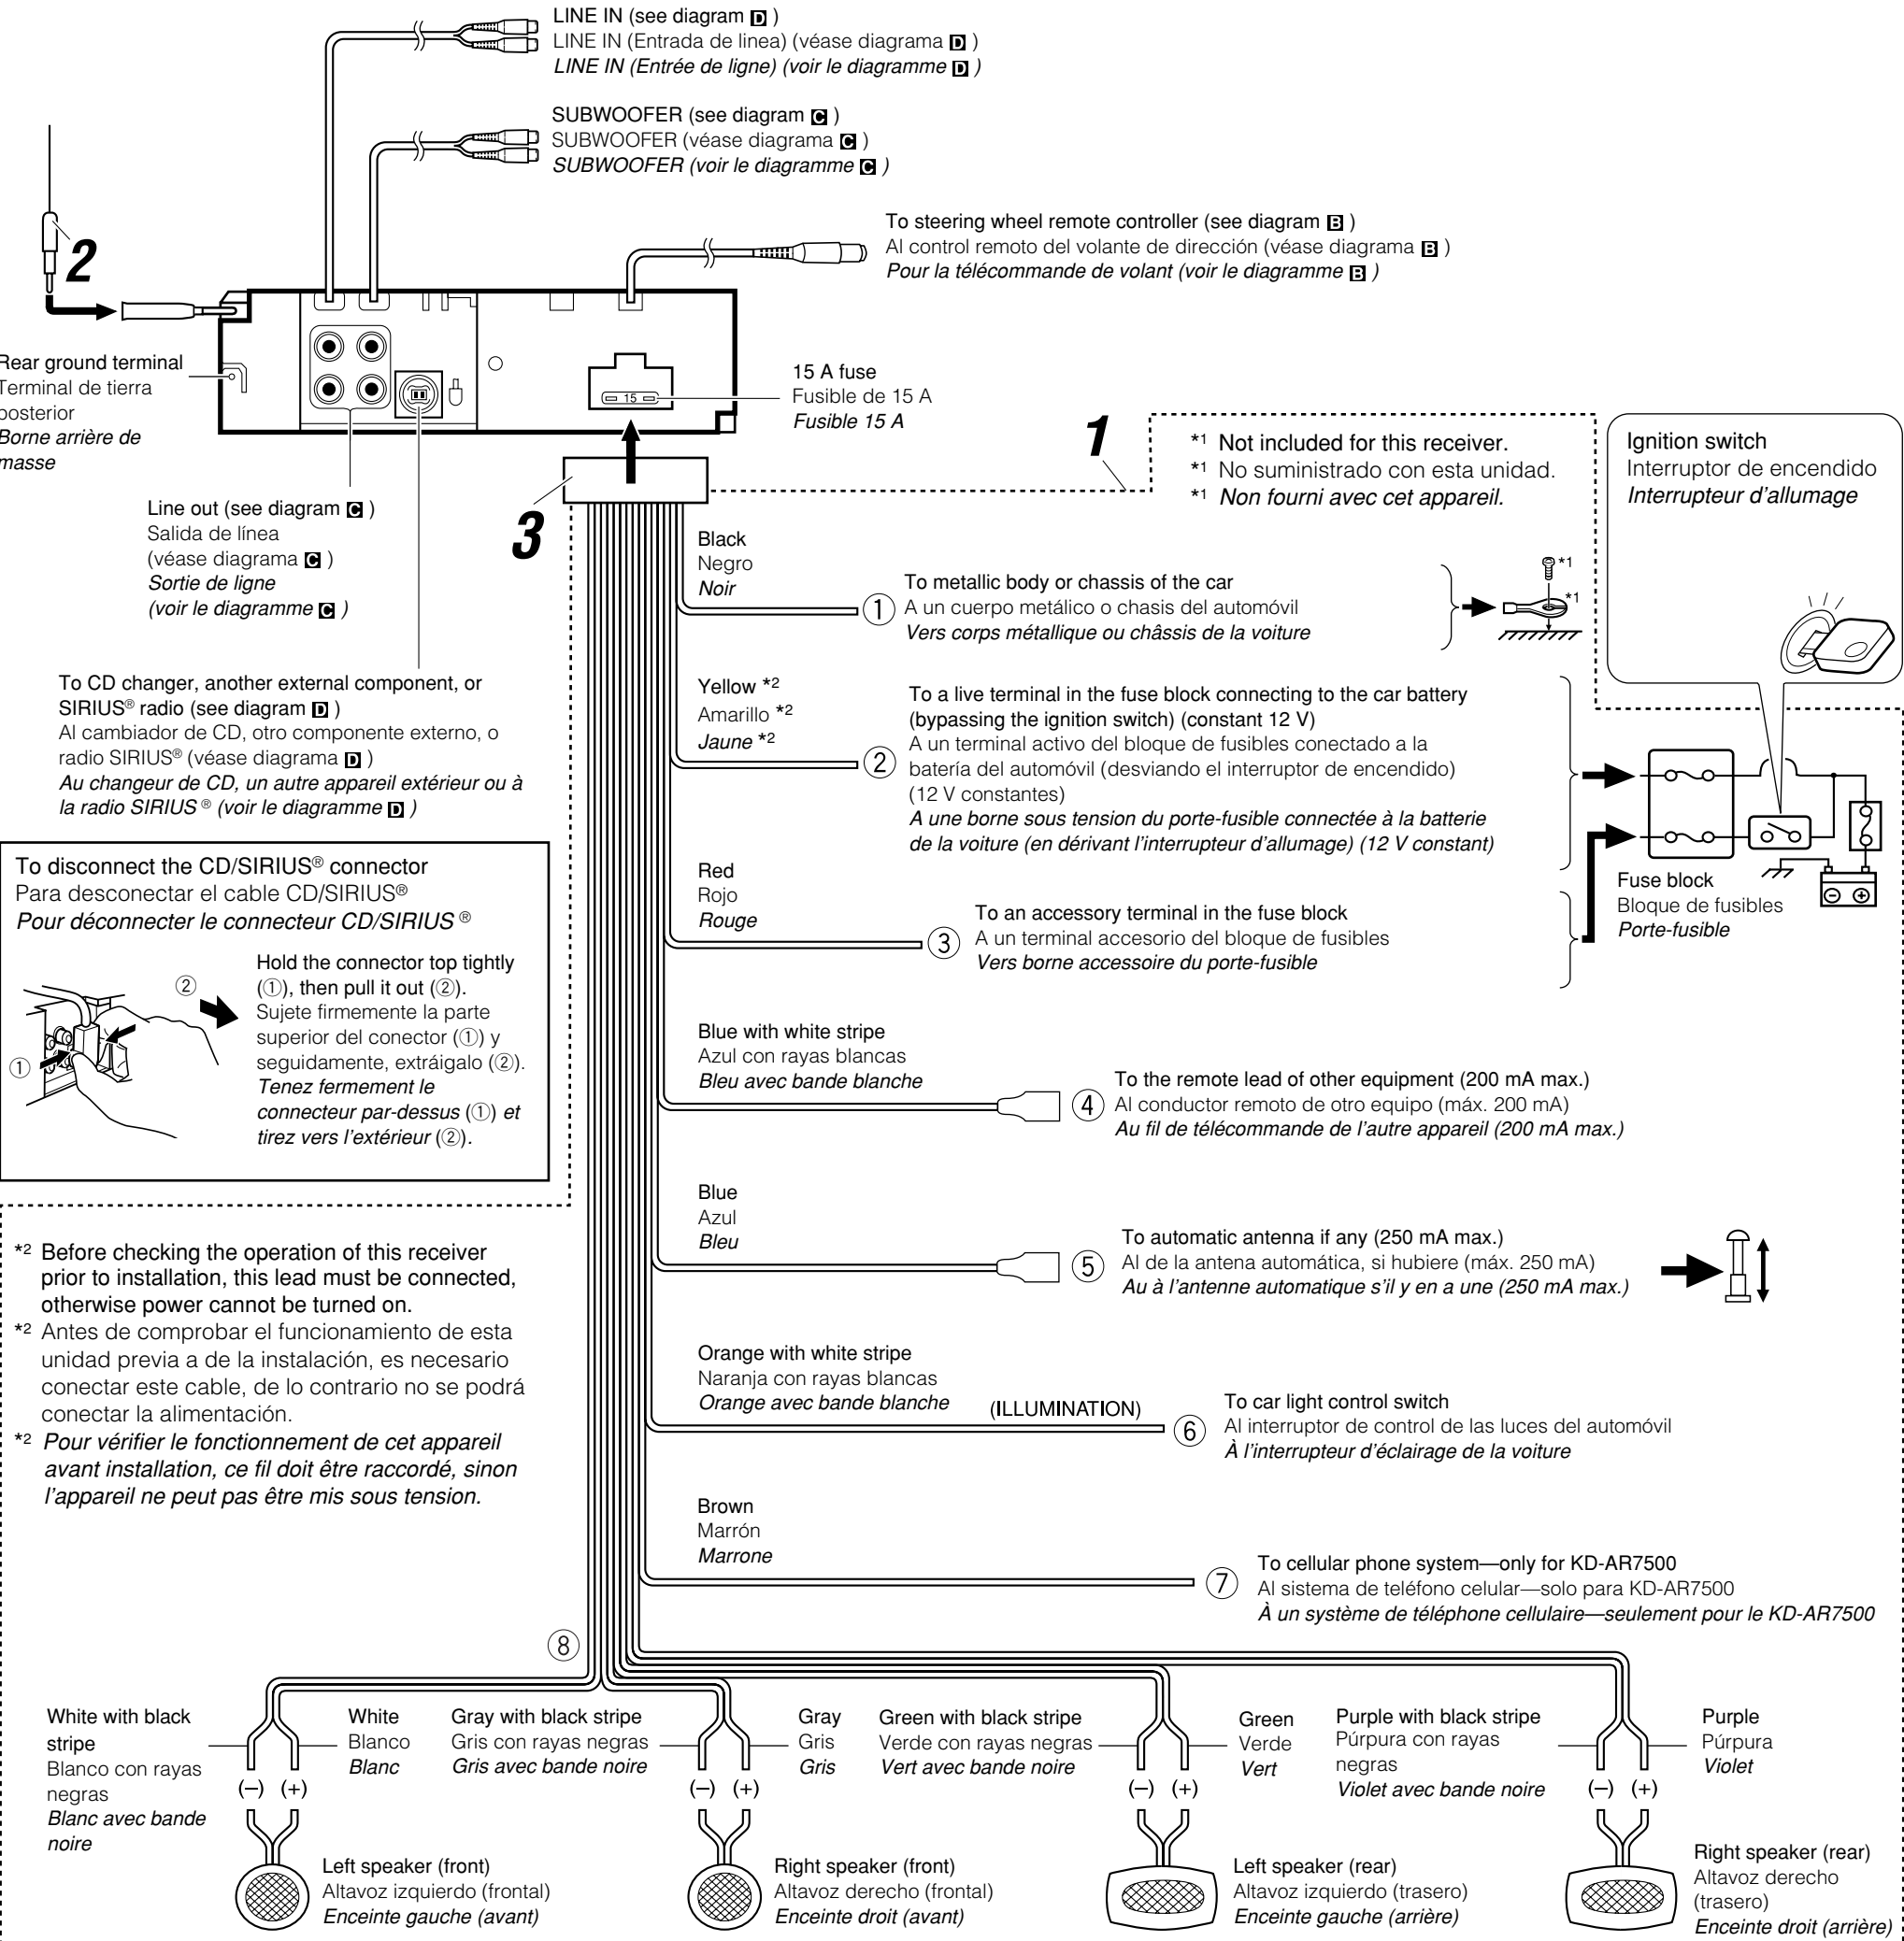 LINE IN (see diagram D )
LINE IN (Entrada de linea) (véase diagrama D )
LINE IN (Entrée de ligne) (voir le diagramme D )
SUBWOOFER (see diagram C )
SUBWOOFER (véase diagrama C )
SUBWOOFER (voir le diagramme C )
To steering wheel remote controller (see diagram B )
Al control remoto del volante de dirección (véase diagrama B )
Pour la télécommande de volant (voir le diagramme B )
2
Rear ground terminal
Terminal de tierra
posterior
Borne arrière de
masse
15
15 A fuse
Fusible de 15 A
Fusible 15 A
1
*1 Not included for this receiver.
*1 No suministrado con esta unidad.
*1 Non fourni avec cet appareil.
Ignition switch
Interruptor de encendido
Interrupteur d'allumage
3
Line out (see diagram C )
Salida de línea
(véase diagrama C )
Sortie de ligne
(voir le diagramme C )
Black
Negro
Noir
①
To metallic body or chassis of the car
A un cuerpo metálico o chasis del automóvil
Vers corps métallique ou châssis de la voiture
*1
*1
To CD changer, another external component, or
SIRIUS® radio (see diagram D )
Al cambiador de CD, otro componente externo, o
radio SIRIUS® (véase diagrama D )
Au changeur de CD, un autre appareil extérieur ou à
la radio SIRIUS ® (voir le diagramme D )
Yellow *2
Amarillo *2
Jaune *2
②
To a live terminal in the fuse block connecting to the car battery
(bypassing the ignition switch) (constant 12 V)
A un terminal activo del bloque de fusibles conectado a la
batería del automóvil (desviando el interruptor de encendido)
(12 V constantes)
A une borne sous tension du porte-fusible connectée à la batterie
de la voiture (en dérivant l'interrupteur d'allumage) (12 V constant)
Fuse block
Bloque de fusibles
Porte-fusible
Red
Rojo
Rouge
③
To an accessory terminal in the fuse block
A un terminal accesorio del bloque de fusibles
Vers borne accessoire du porte-fusible
To disconnect the CD/SIRIUS® connector
Para desconectar el cable CD/SIRIUS®
Pour déconnecter le connecteur CD/SIRIUS ®
②
①
Hold the connector top tightly
(①), then pull it out (②).
Sujete firmemente la parte
superior del conector (①) y
seguidamente, extráigalo (②).
Tenez fermement le
connecteur par-dessus (①) et
tirez vers l'extérieur (②).
Blue with white stripe
Azul con rayas blancas
Bleu avec bande blanche
④
To the remote lead of other equipment (200 mA max.)
Al conductor remoto de otro equipo (máx. 200 mA)
Au fil de télécommande de l'autre appareil (200 mA max.)
Blue
Azul
Bleu
⑤
To automatic antenna if any (250 mA max.)
Al de la antena automática, si hubiere (máx. 250 mA)
Au à l'antenne automatique s'il y en a une (250 mA max.)
*2 Before checking the operation of this receiver
prior to installation, this lead must be connected,
otherwise power cannot be turned on.
*2 Antes de comprobar el funcionamiento de esta
unidad previa a de la instalación, es necesario
conectar este cable, de lo contrario no se podrá
conectar la alimentación.
*2 Pour vérifier le fonctionnement de cet appareil
avant installation, ce fil doit être raccordé, sinon
l'appareil ne peut pas être mis sous tension.
Orange with white stripe
Naranja con rayas blancas
Orange avec bande blanche
(ILLUMINATION)
⑥
To car light control switch
Al interruptor de control de las luces del automóvil
À l'interrupteur d'éclairage de la voiture
Brown
Marrón
Marrone
⑦
To cellular phone system—only for KD-AR7500
Al sistema de teléfono celular—solo para KD-AR7500
À un système de téléphone cellulaire—seulement pour le KD-AR7500
⑧
White with black
stripe
Blanco con rayas
negras
Blanc avec bande
noire
White
Blanco
Blanc
(–) (+)
Gray with black stripe
Gris con rayas negras
Gris avec bande noire
Gray
Gris
Gris
(–) (+)
Green with black stripe
Verde con rayas negras
Vert avec bande noire
Green
Verde
Vert
(–) (+)
Purple with black stripe
Púrpura con rayas
negras
Violet avec bande noire
Purple
Púrpura
Violet
(–) (+)
Left speaker (front)
Altavoz izquierdo (frontal)
Enceinte gauche (avant)
Right speaker (front)
Altavoz derecho (frontal)
Enceinte droit (avant)
Left speaker (rear)
Altavoz izquierdo (trasero)
Enceinte gauche (arrière)
Right speaker (rear)
Altavoz derecho
(trasero)
Enceinte droit (arrière)